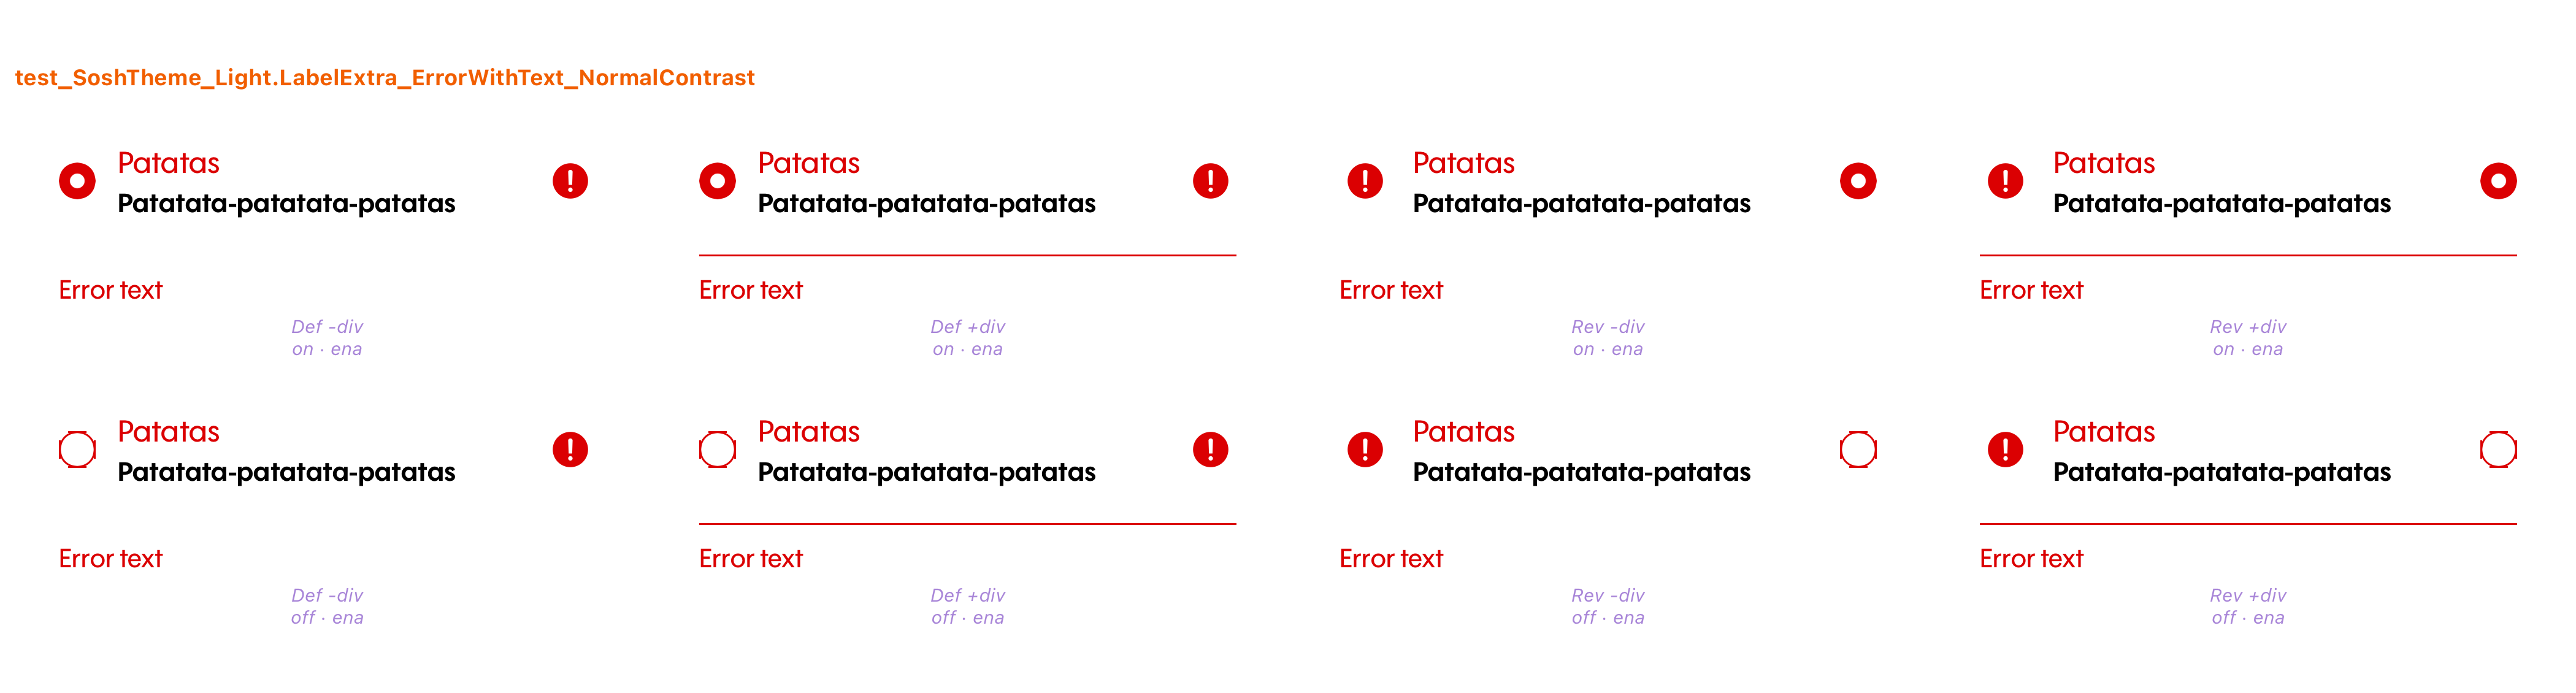 test_SoshTheme_Light.LabelExtra_ErrorWithText_NormalContrast
Patatas
Patatata-patatata-patatas
Error text
Def -div
on · ena
Patatas
Patatata-patatata-patatas
Error text
Def +div
on · ena
Patatas
Patatata-patatata-patatas
Error text
Rev -div
on · ena
Patatas
Patatata-patatata-patatas
Error text
Rev +div
on · ena
Patatas
Patatata-patatata-patatas
Error text
Def -div
off · ena
Patatas
Patatata-patatata-patatas
Error text
Def +div
off · ena
Patatas
Patatata-patatata-patatas
Error text
Rev -div
off · ena
Patatas
Patatata-patatata-patatas
Error text
Rev +div
off · ena